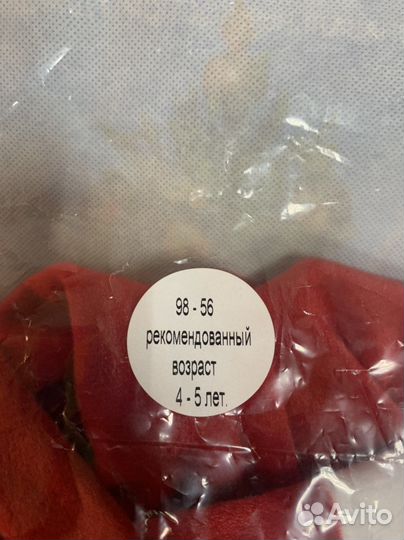 98 - 56
рекомендованный
возраст
4 - 5 лет.
Avito